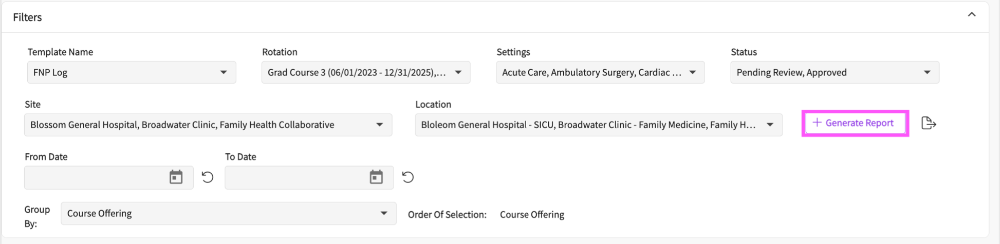 Filters
Template Name
Rotation
Settings
Status
FNP Log
Grad Course 3 (06/01/2023 - 12/31/2025),...
Acute Care, Ambulatory Surgery, Cardiac ...
Pending Review, Approved
Site
Location
Blossom General Hospital, Broadwater Clinic, Family Health Collaborative
Bloleom General Hospital - SICU, Broadwater Clinic - Family Medicine, Family H...
+ Generate Report
From Date
To Date
Group By:
Course Offering
Order Of Selection:
Course Offering